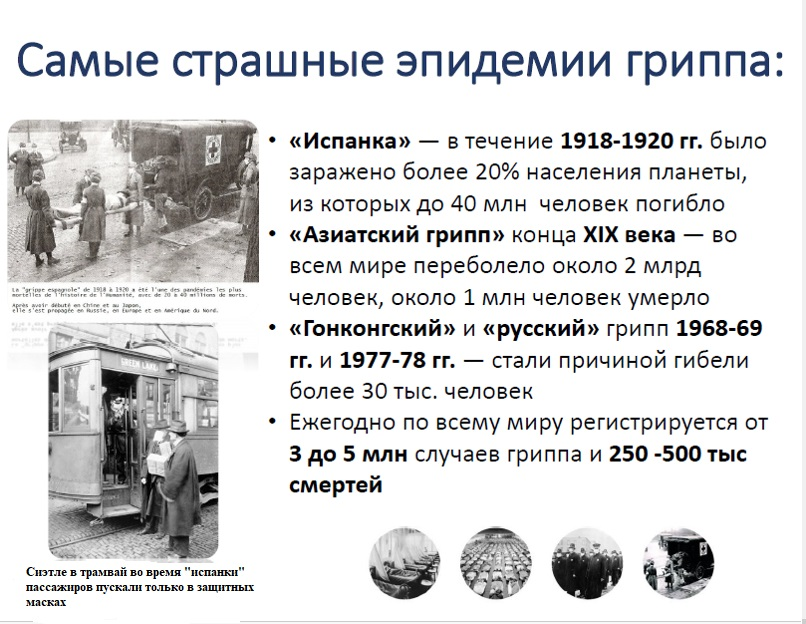 Самые страшные эпидемии гриппа:
La "grippe espagnole" de 1918 à 1920 a été l'une des pandémies les plus
mortelles de l'histoire de l'Humanité, avec de 20 à 40 millions de morts.
Après avoir débuté en Chine et au Japon,
elle s'est propagée en Russie, en Europe et en Amérique du Nord.
GREEN LAKE
Сиэтле в трамвай во время "испанки"
пассажиров пускали только в защитных
масках
• «Испанка» — в течение 1918-1920 гг. было
заражено более 20% населения планеты,
из которых до 40 млн человек погибло
• «Азиатский грипп» конца XIX века — во
всем мире переболело около 2 млрд
человек, около 1 млн человек умерло
• «Гонконгский» и «русский» грипп 1968-69
гг. и 1977-78 гг. — стали причиной гибели
более 30 тыс. человек
• Ежегодно по всему миру регистрируется от
3 до 5 млн случаев гриппа и 250 -500 тыс
смертей